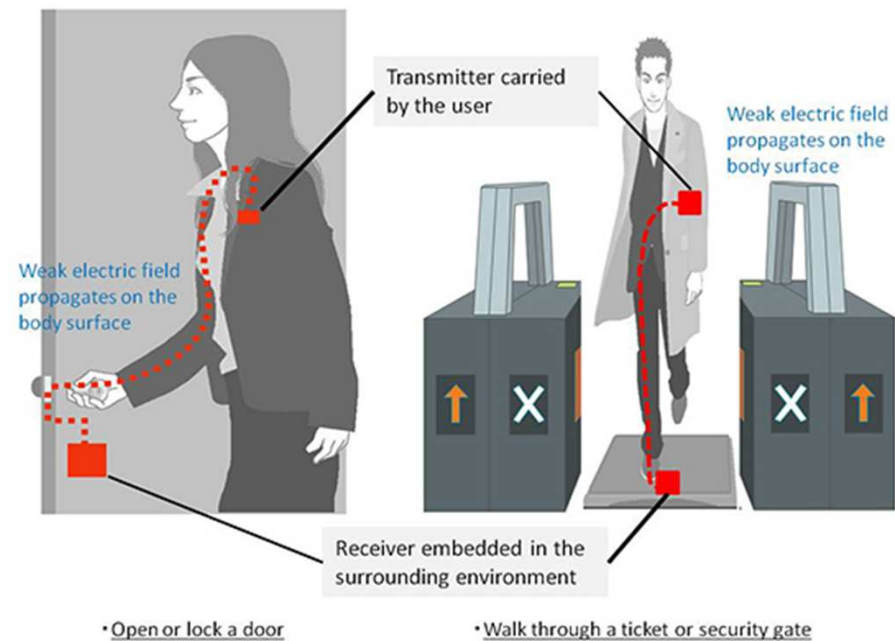 Transmitter carried
by the user
Weak electric field
propagates on the
body surface
Weak electric field
propagates on the
body surface
Receiver embedded in the
surrounding environment
・Open or lock a door
・Walk through a ticket or security gate